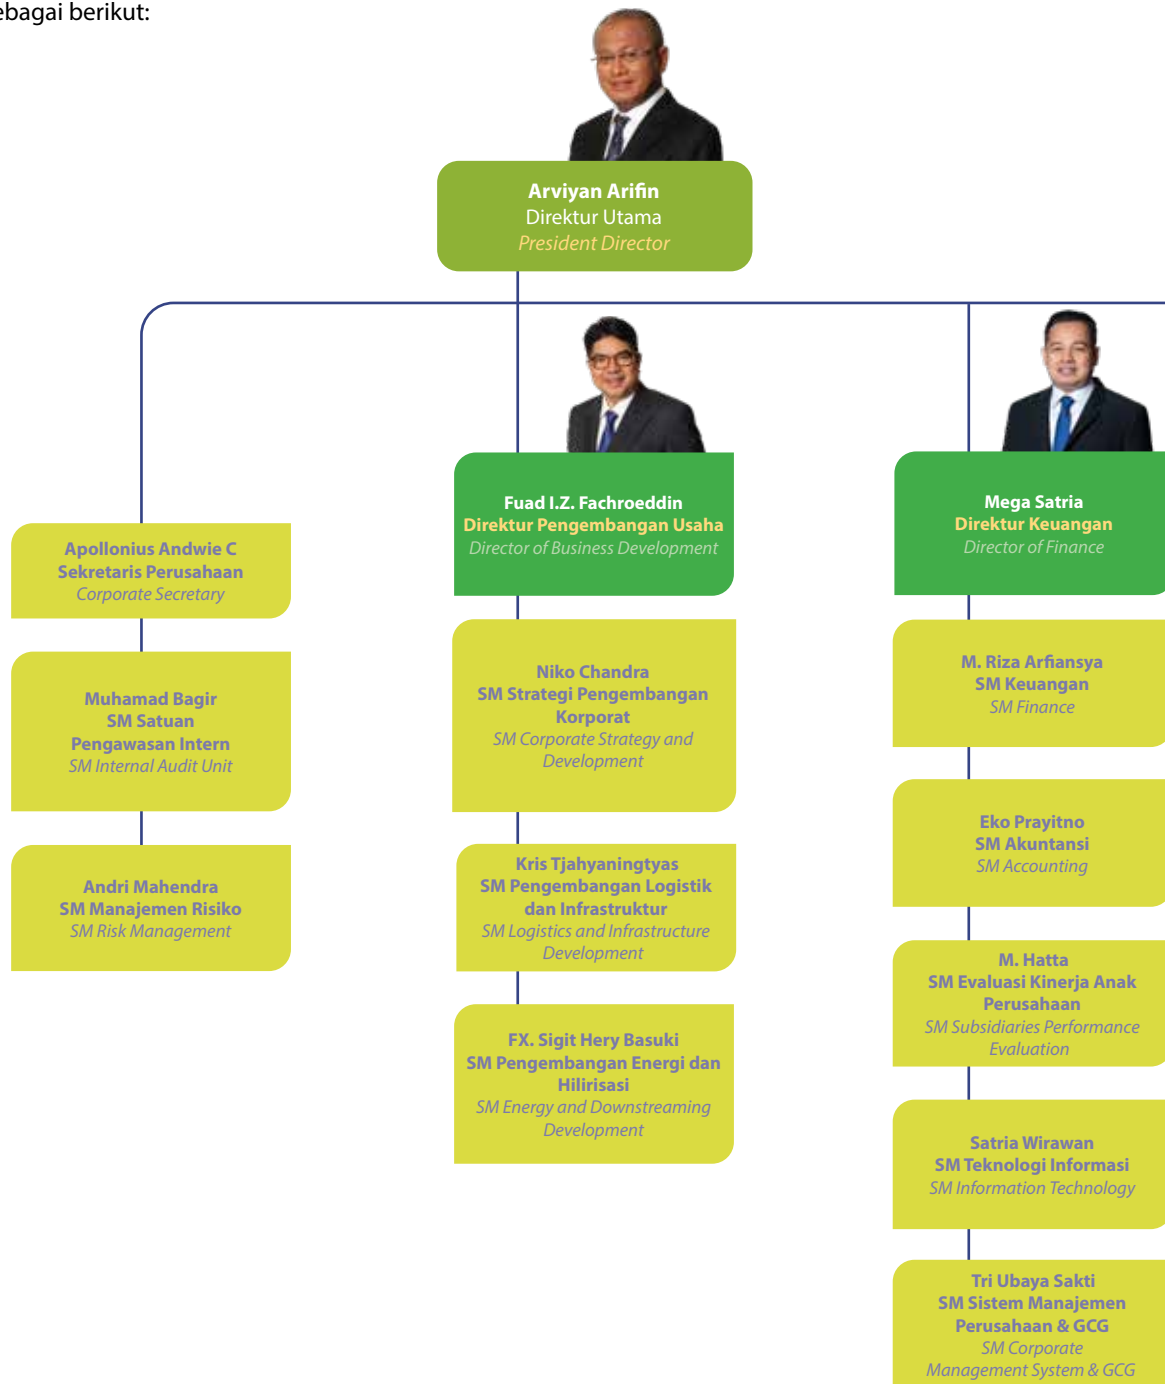 ebagai berikut:
Arviyan Arifin
Direktur Utama
President Director
Apollonius Andwie C
Sekretaris Perusahaan
Corporate Secretary
Muhamad Bagir
SM Satuan
Pengawasan Intern
SM Internal Audit Unit
Andri Mahendra
SM Manajemen Risiko
SM Risk Management
Fuad I.Z. Fachroeddin
Direktur Pengembangan Usaha
Director of Business Development
Niko Chandra
SM Strategi Pengembangan
Korporat
SM Corporate Strategy and
Development
Kris Tjahyaningtyas
SM Pengembangan Logistik
dan Infrastruktur
SM Logistics and Infrastructure
Development
FX. Sigit Hery Basuki
SM Pengembangan Energi dan
Hilirisasi
SM Energy and Downstreaming
Development
Mega Satria
Direktur Keuangan
Director of Finance
M. Riza Arfiansya
SM Keuangan
SM Finance
Eko Prayitno
SM Akuntansi
SM Accounting
M. Hatta
SM Evaluasi Kinerja Anak
Perusahaan
SM Subsidiaries Performance
Evaluation
Satria Wirawan
SM Teknologi Informasi
SM Information Technology
Tri Ubaya Sakti
SM Sistem Manajemen
Perusahaan & GCG
SM Corporate
Management System & GCG